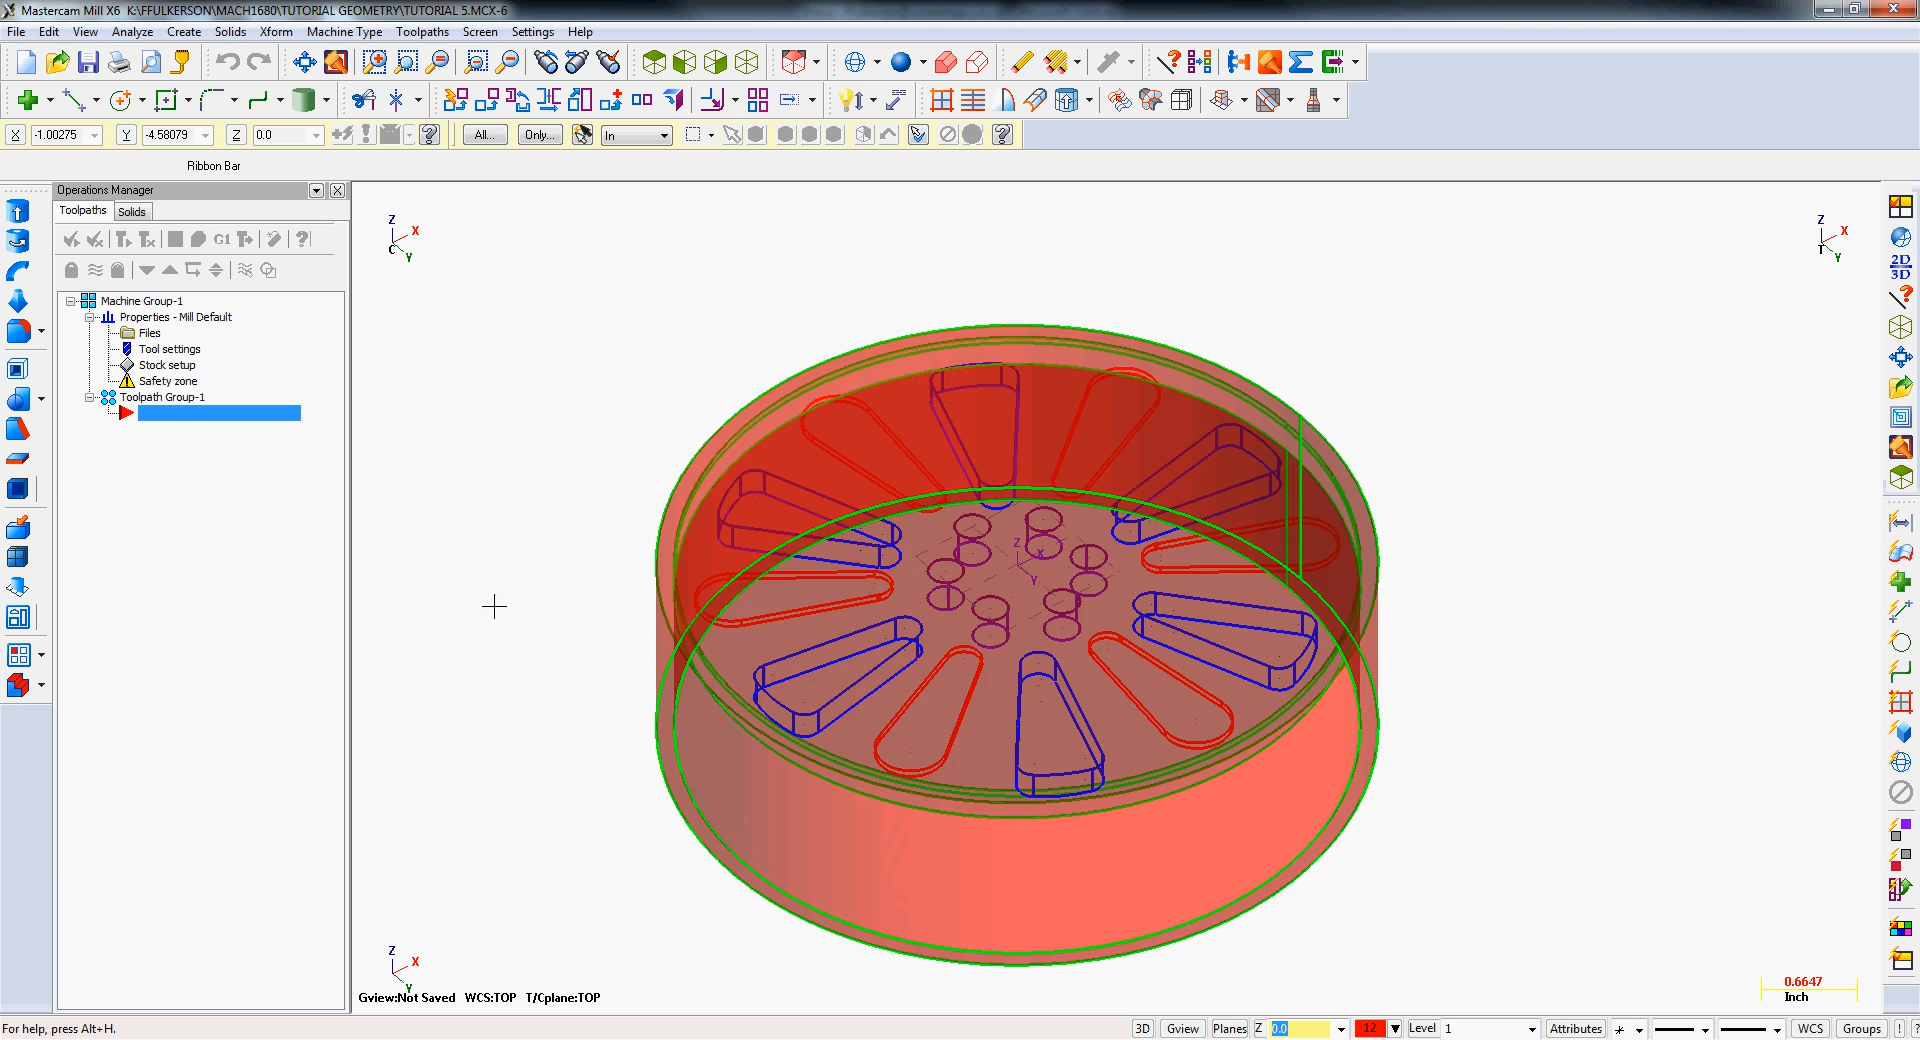 Mastercam Mill X6 K:\FFULKERSON\MACH1680\TUTORIAL GEOMETRY\TUTORIAL 5.MCX-6
File Edit View Analyze Create Solids Xform Machine Type Toolpaths Screen Settings Help
X -1.00275 Y -4.58079 Z 0.0 All... Only... In
Ribbon Bar
Operations Manager
Toolpaths Solids
G1
Machine Group-1
Properties - Mill Default
Files
Tool settings
Stock setup
Safety zone
Toolpath Group-1
Z X C Y
Z X T Y
2D
3D
Z X Y
Z X Y
Gview:Not Saved WCS:TOP T/Cplane:TOP
0.6647
Inch
For help, press Alt+H.
3D Gview Planes Z 0.0 12 Level 1 Attributes WCS Groups ! ?